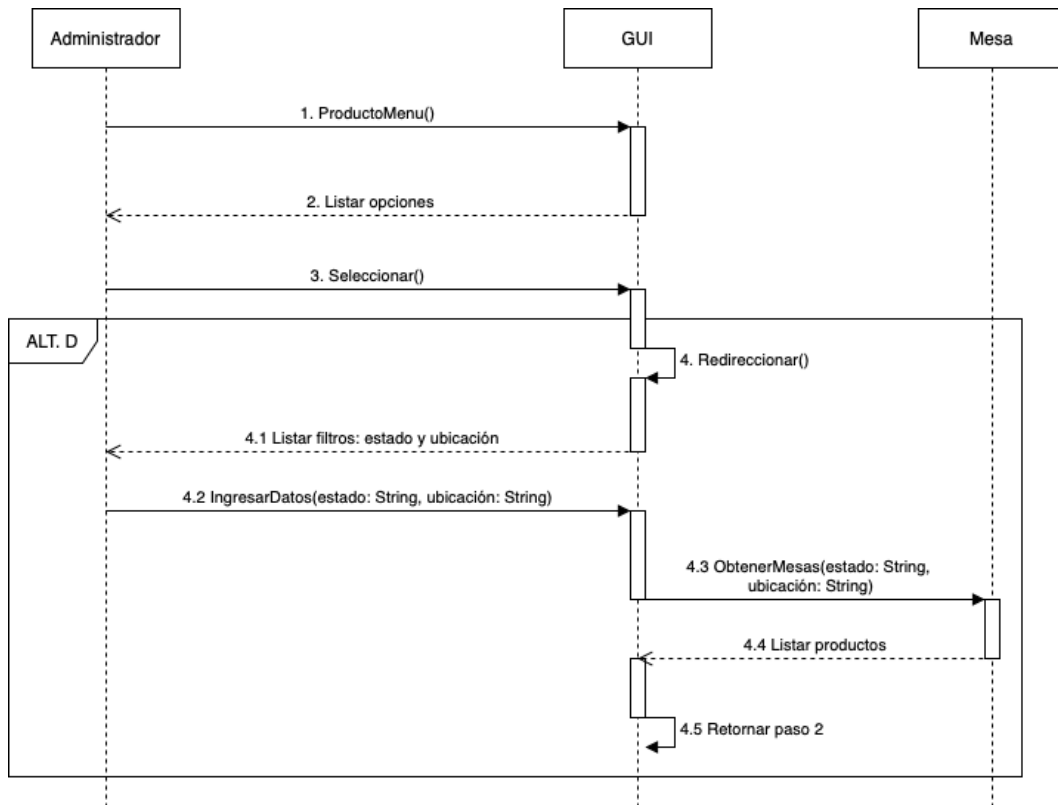 Administrador
GUI
Mesa
1. ProductoMenu()
2. Listar opciones
3. Seleccionar()
ALT. D
4. Redireccionar()
4.1 Listar filtros: estado y ubicación
4.2 IngresarDatos(estado: String, ubicación: String)
4.3 ObtenerMesas(estado: String,
ubicación: String)
4.4 Listar productos
4.5 Retornar paso 2